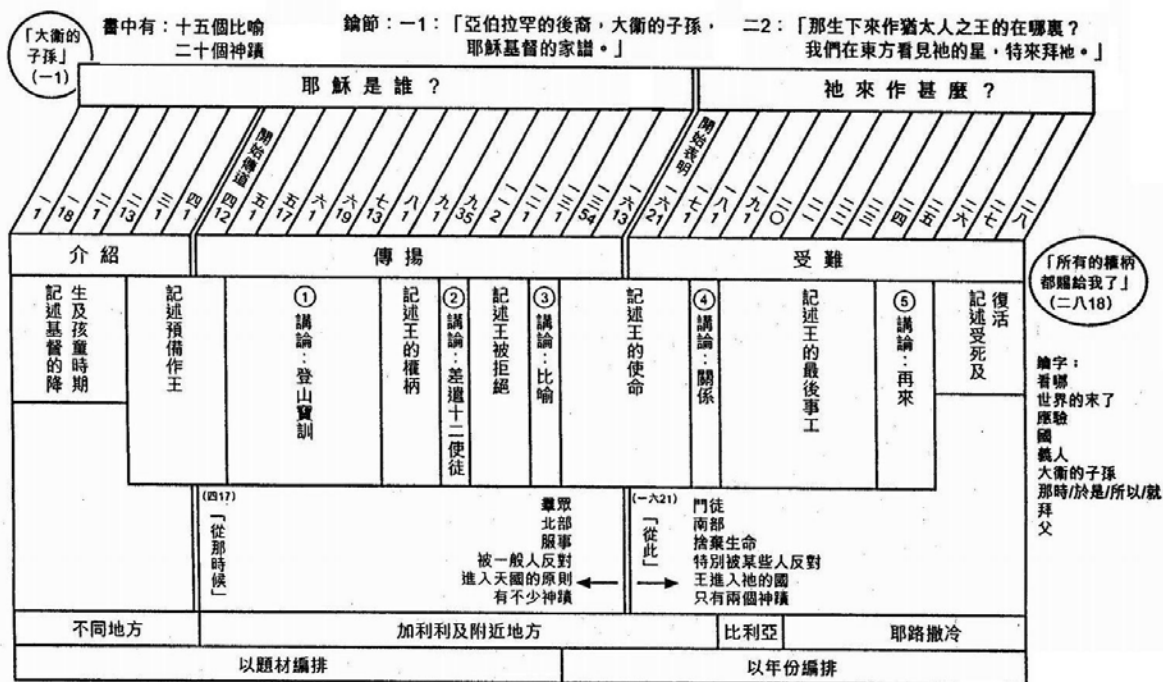 「大衞的
子孫」
(一1)
書中有：十五個比喻
二十個神蹟
鑰節：一1：「亞伯拉罕的後裔，大衞的子孫，
耶穌基督的家譜。」
二2：「那生下來作猶太人之王的在哪裏？
我們在東方看見祂的星，特來拜祂。」
耶穌是誰？
祂來作甚麼？
一1
一18
二1
二13
三1
四1
開始傳道
四12
五1
五17
六1
六19
七13
八1
九1
九35
一一2
一二1
一三1
一三54
一六13
開始表明
一六21
一七1
一八1
一九1
二〇
二一
二二
二三
二四
二五
二六
二七
二八
介紹
傳揚
受難
記述基督的降
生及孩童時期
記述預備作王
①講論：登山寶訓
記述王的權柄
②講論：差遣十二使徒
記述王被拒絕
③講論：比喻
記述王的使命
④講論：關係
記述王的最後事工
⑤講論：再來
記述受死及
復活
「所有的權柄
都賜給我了」
(二八18)
鑰字：
看哪
世界的末了
應驗
國
義人
大衞的子孫
那時/於是/所以/就
拜
父
(四17)
「從那時候」
羣眾
北部
服事
被一般人反對
進入天國的原則
有不少神蹟
(一六21)
「從此」
門徒
南部
捨棄生命
特別被某些人反對
王進入祂的國
只有兩個神蹟
不同地方
加利利及附近地方
比利亞
耶路撒冷
以題材編排
以年份編排